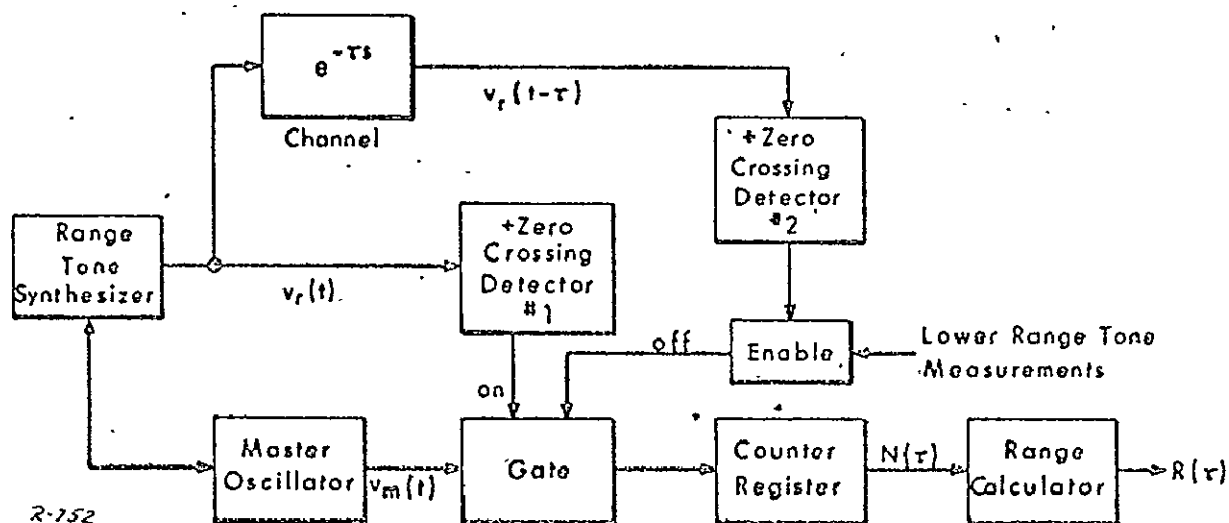 e^-τs
Channel
v_r(t-τ)
+Zero
Crossing
Detector
#2
Range
Tone
Synthesizer
v_r(t)
+Zero
Crossing
Detector
#1
on
off
Enable
Lower Range Tone
Measurements
Master
Oscillator
v_m(t)
Gate
Counter
Register
N(τ)
Range
Calculator
R(τ)
R-752